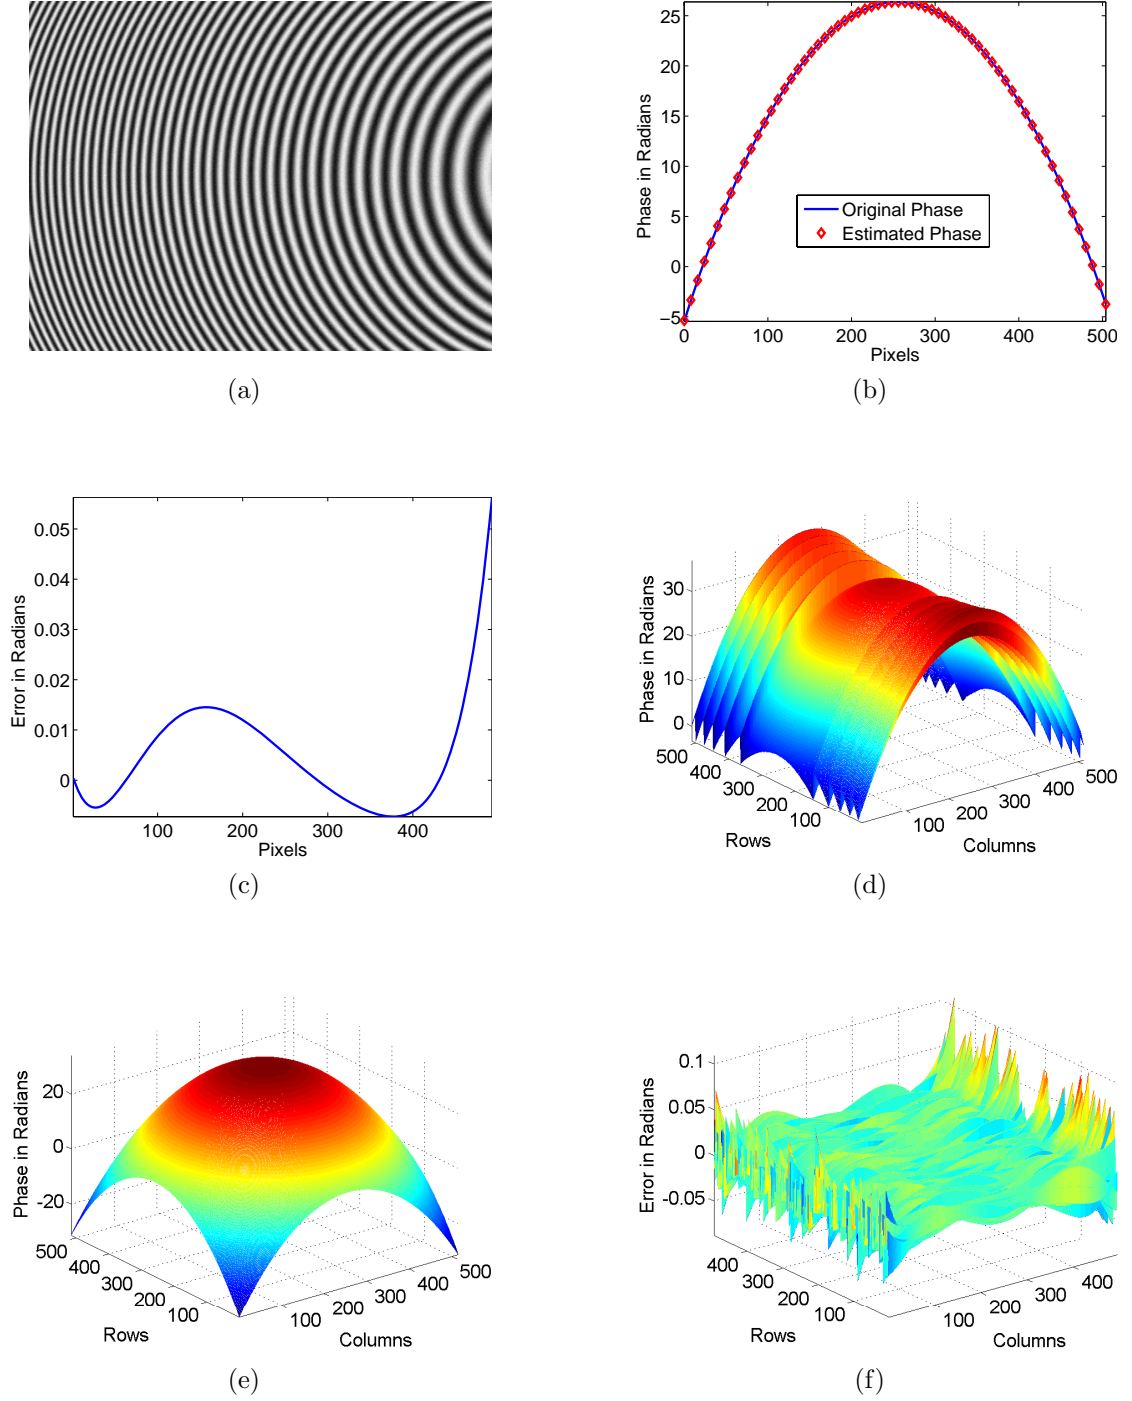 (a)
25
20
15
10
5
0
−5
Phase in Radians
Original Phase
Estimated Phase
0 100 200 300 400 500
Pixels
(b)
0.05
0.04
0.03
0.02
0.01
0
Error in Radians
100 200 300 400
Pixels
(c)
30
20
10
0
Phase in Radians
500 400 300 200 100
Rows
100 200 300 400 500
Columns
(d)
20
0
-20
Phase in Radians
500 400 300 200 100
Rows
100 200 300 400 500
Columns
(e)
0.1
0.05
0
-0.05
Error in Radians
400 300 200 100
Rows
100 200 300 400
Columns
(f)